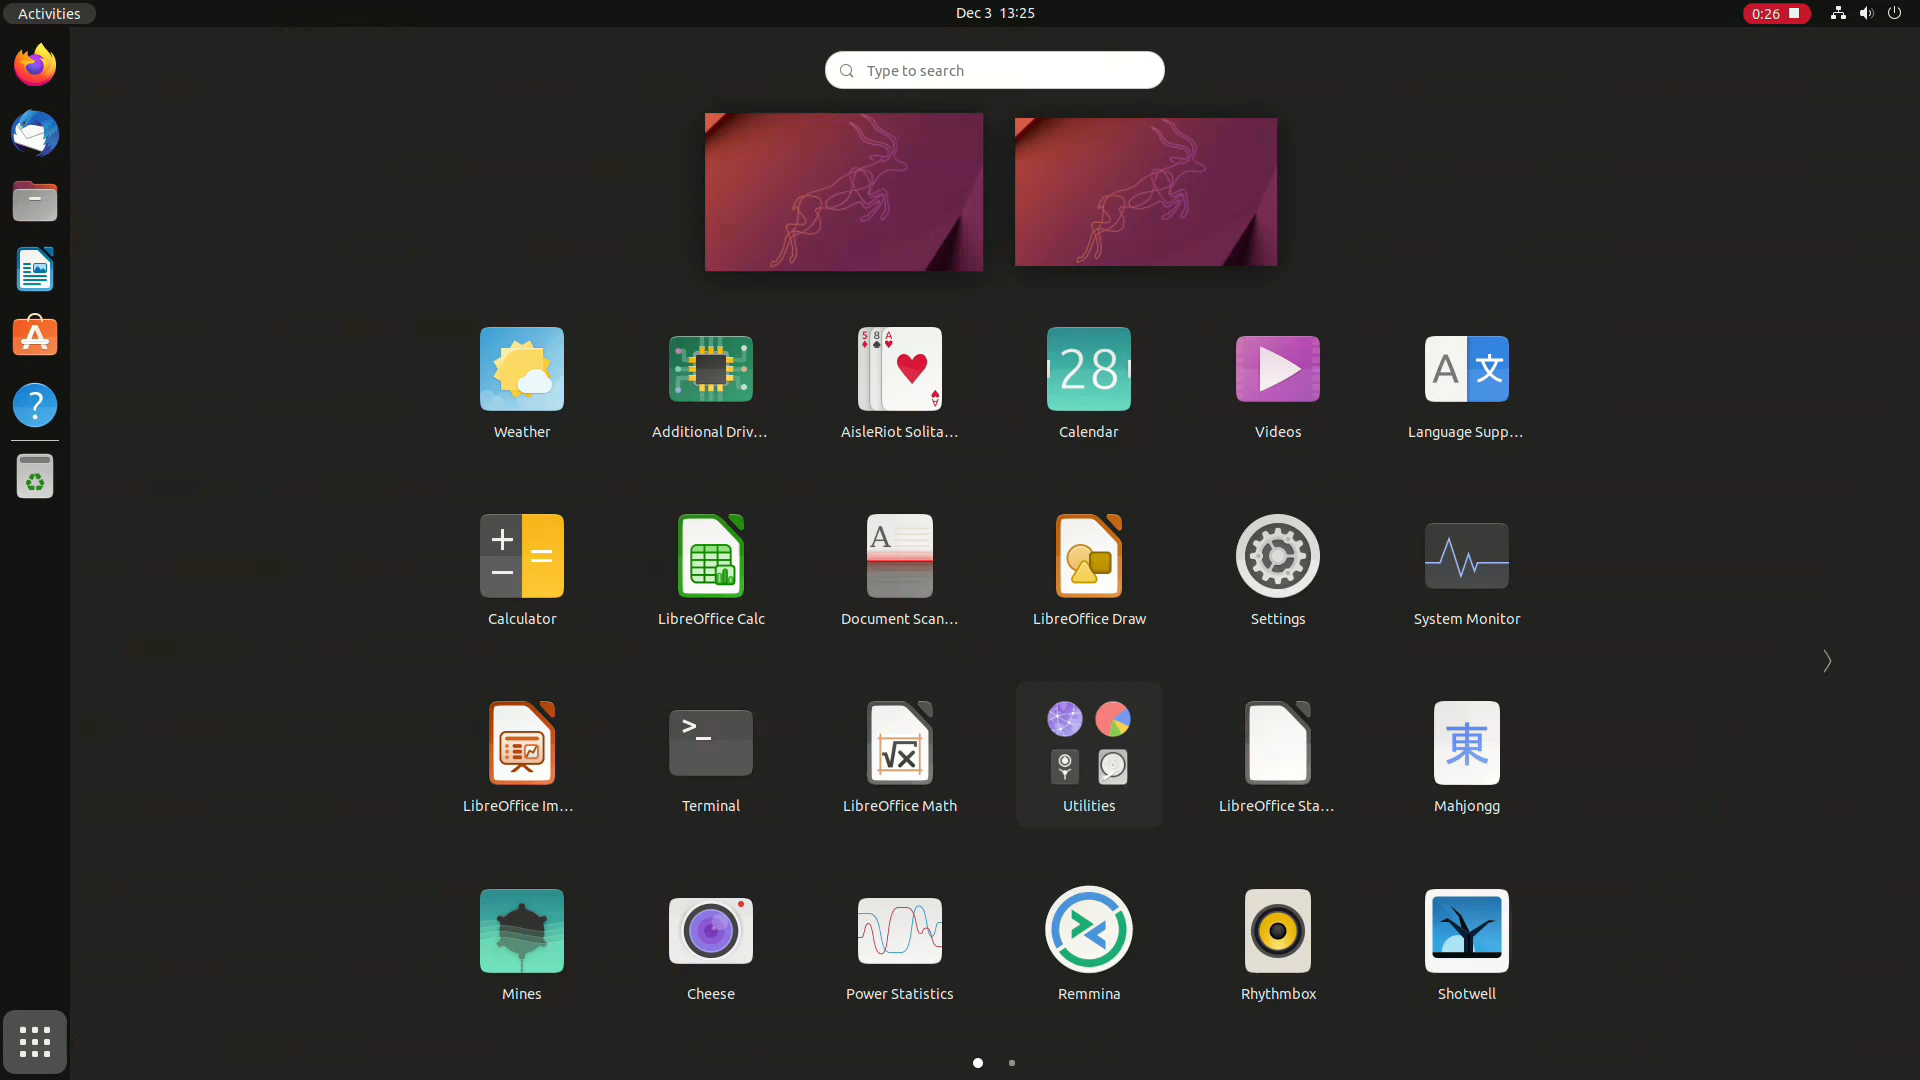 Activities
Dec 3 13:25
0:26
Type to search
Weather
Additional Driv...
AisleRiot Solita...
Calendar
Videos
Language Supp...
5 8 A
28
A 文
Calculator
LibreOffice Calc
Document Scan...
LibreOffice Draw
Settings
System Monitor
A
LibreOffice Im...
Terminal
LibreOffice Math
Utilities
LibreOffice Sta...
Mahjongg
>_
√x
東
Mines
Cheese
Power Statistics
Remmina
Rhythmbox
Shotwell